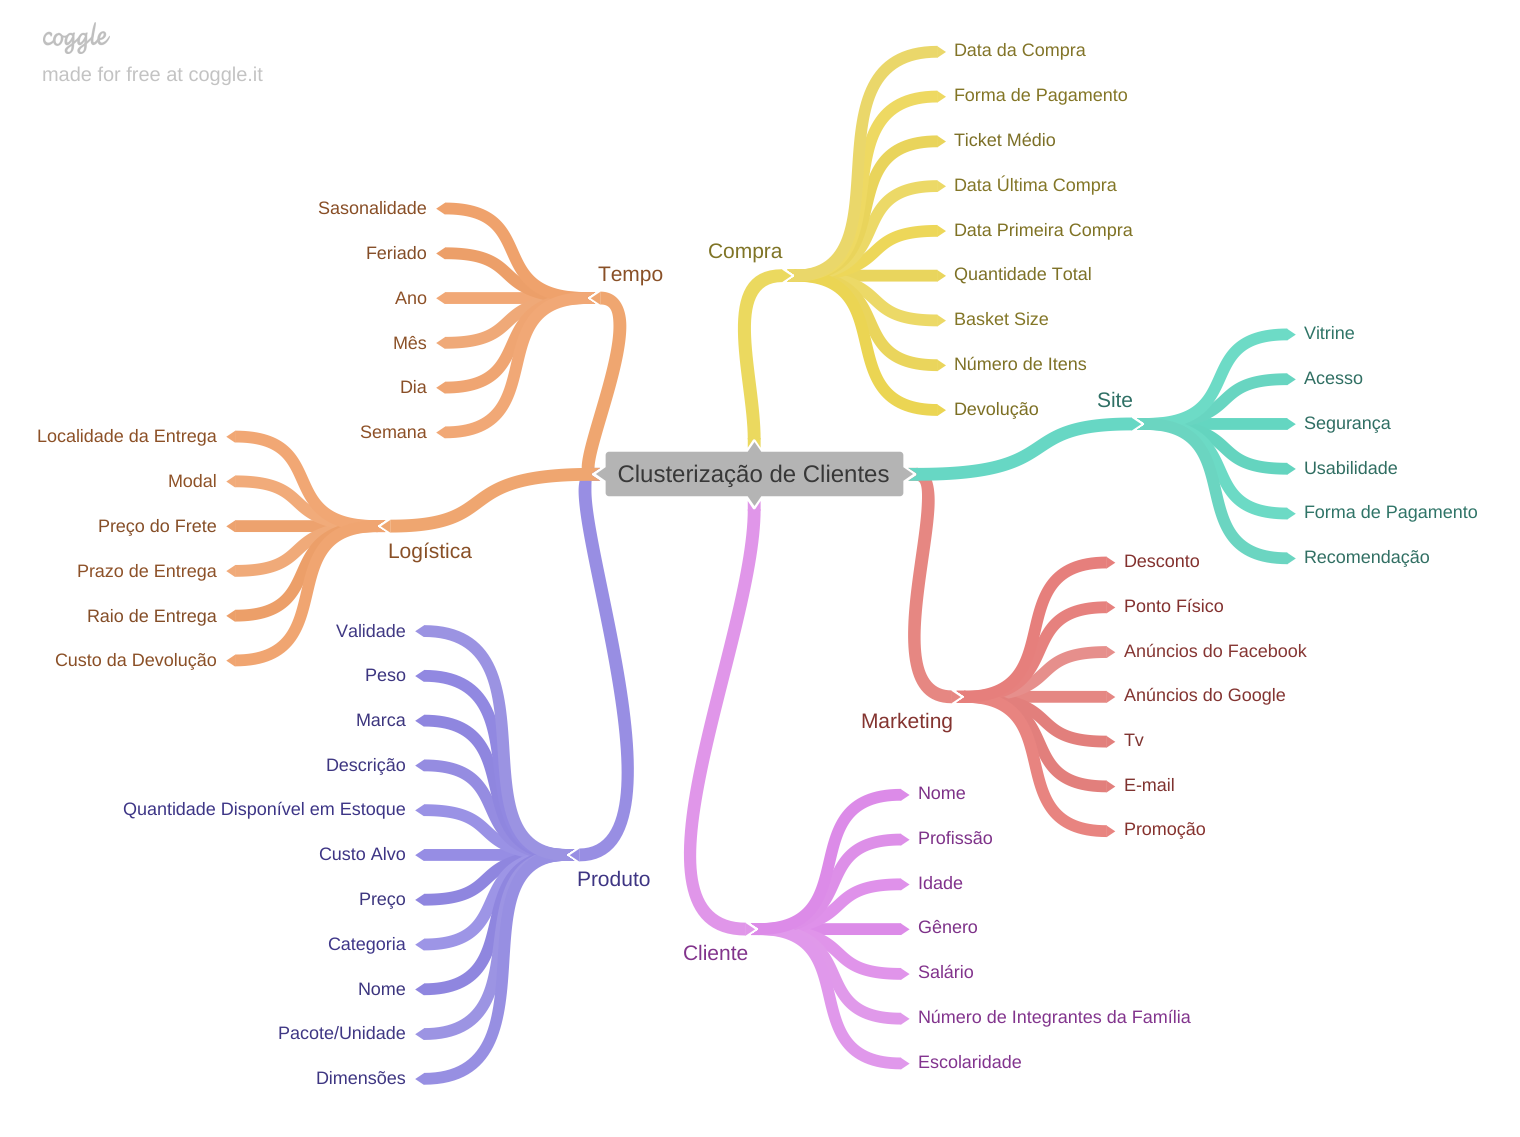 coggle
made for free at coggle.it
Clusterização de Clientes
Tempo
Sasonalidade
Feriado
Ano
Mês
Dia
Semana
Logística
Localidade da Entrega
Modal
Preço do Frete
Prazo de Entrega
Raio de Entrega
Custo da Devolução
Produto
Validade
Peso
Marca
Descrição
Quantidade Disponível em Estoque
Custo Alvo
Preço
Categoria
Nome
Pacote/Unidade
Dimensões
Compra
Data da Compra
Forma de Pagamento
Ticket Médio
Data Última Compra
Data Primeira Compra
Quantidade Total
Basket Size
Número de Itens
Devolução
Site
Vitrine
Acesso
Segurança
Usabilidade
Forma de Pagamento
Recomendação
Marketing
Desconto
Ponto Físico
Anúncios do Facebook
Anúncios do Google
Tv
E-mail
Promoção
Cliente
Nome
Profissão
Idade
Gênero
Salário
Número de Integrantes da Família
Escolaridade